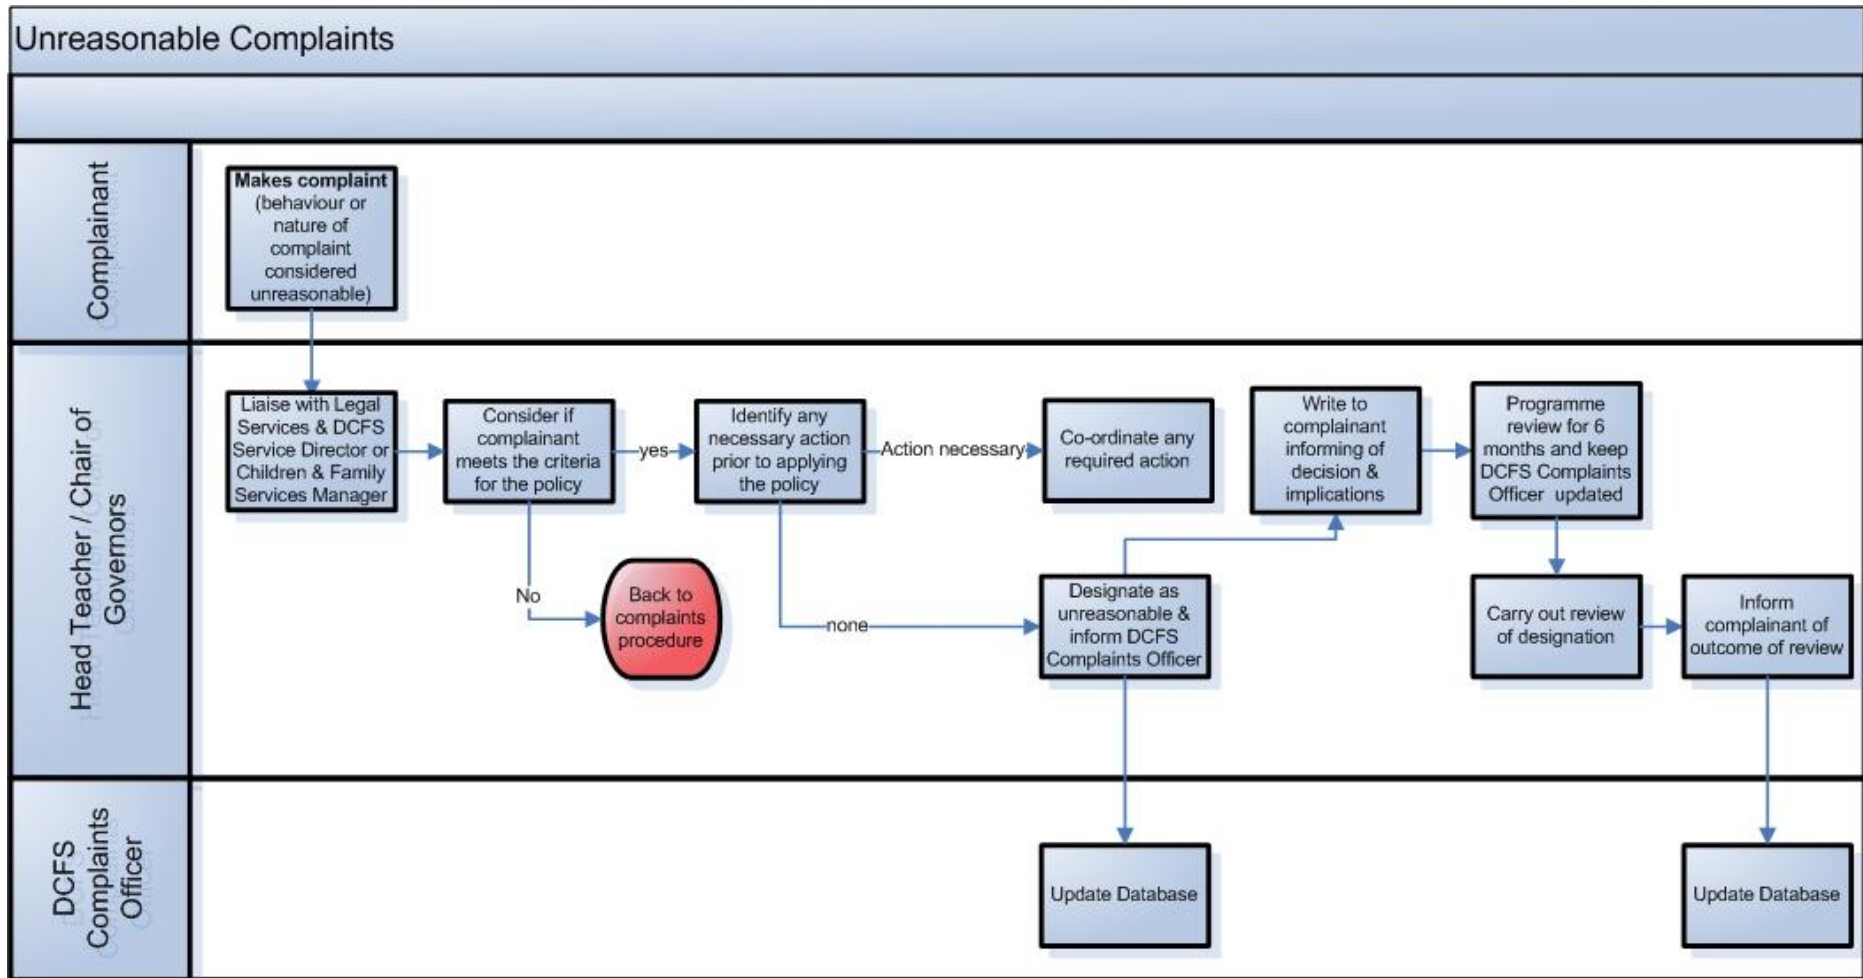 Unreasonable Complaints
Complainant
Makes complaint
(behaviour or
nature of
complaint
considered
unreasonable)
Head Teacher / Chair of
Governors
Liaise with Legal
Services & DCFS
Service Director or
Children & Family
Services Manager
Consider if
complainant
meets the criteria
for the policy
yes
Identify any
necessary action
prior to applying
the policy
Action necessary
Co-ordinate any
required action
Write to
complainant
informing of
decision &
implications
Programme
review for 6
months and keep
DCFS Complaints
Officer updated
No
Back to
complaints
procedure
none
Designate as
unreasonable &
inform DCFS
Complaints Officer
Carry out review
of designation
Inform
complainant of
outcome of review
DCFS
Complaints
Officer
Update Database
Update Database